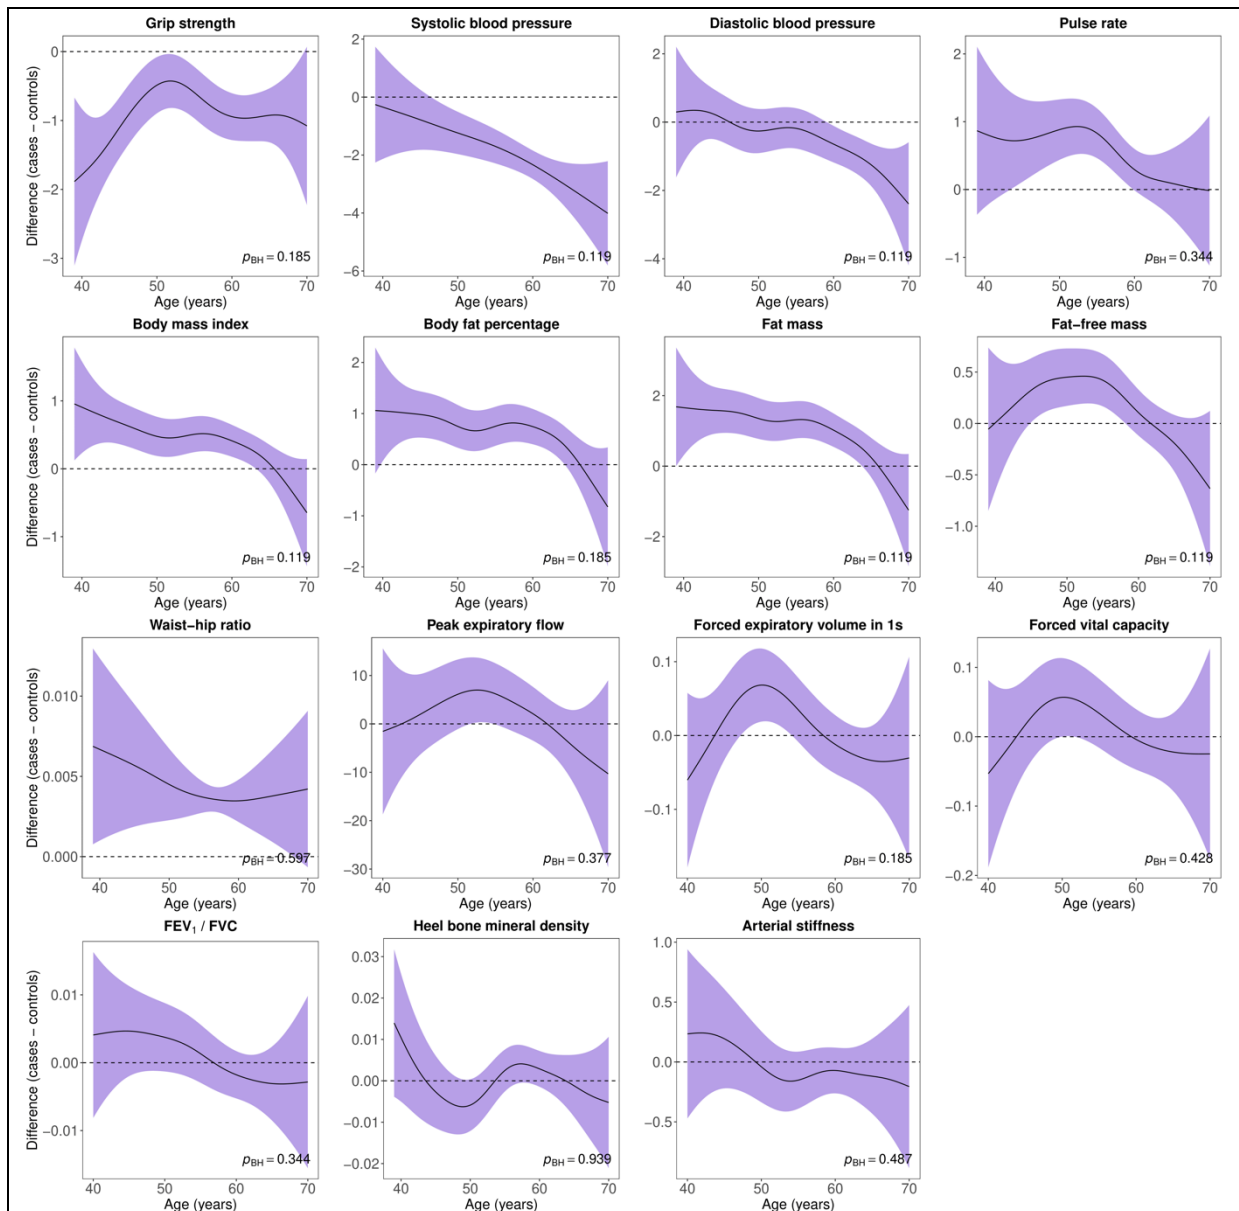 Grip strength
Systolic blood pressure
Diastolic blood pressure
Pulse rate
Difference (cases − controls)
0
−1
−2
−3
pBH = 0.185
40 50 60 70
Age (years)
2
0
−2
−4
−6
pBH = 0.119
40 50 60 70
Age (years)
2
0
−2
−4
pBH = 0.119
40 50 60 70
Age (years)
2
1
0
−1
pBH = 0.344
40 50 60 70
Age (years)
Body mass index
Body fat percentage
Fat mass
Fat−free mass
Difference (cases − controls)
1
0
−1
pBH = 0.119
40 50 60 70
Age (years)
2
1
0
−1
−2
pBH = 0.185
40 50 60 70
Age (years)
2
0
−2
pBH = 0.119
40 50 60 70
Age (years)
0.5
0.0
−0.5
−1.0
pBH = 0.119
40 50 60 70
Age (years)
Waist−hip ratio
Peak expiratory flow
Forced expiratory volume in 1s
Forced vital capacity
Difference (cases − controls)
0.010
0.005
0.000
pBH = 0.597
40 50 60 70
Age (years)
10
0
−10
−20
−30
pBH = 0.377
40 50 60 70
Age (years)
0.1
0.0
−0.1
pBH = 0.185
40 50 60 70
Age (years)
0.1
0.0
−0.1
−0.2
pBH = 0.428
40 50 60 70
Age (years)
FEV₁ / FVC
Heel bone mineral density
Arterial stiffness
Difference (cases − controls)
0.01
0.00
−0.01
pBH = 0.344
40 50 60 70
Age (years)
0.03
0.02
0.01
0.00
−0.01
−0.02
pBH = 0.939
40 50 60 70
Age (years)
1.0
0.5
0.0
−0.5
pBH = 0.487
40 50 60 70
Age (years)